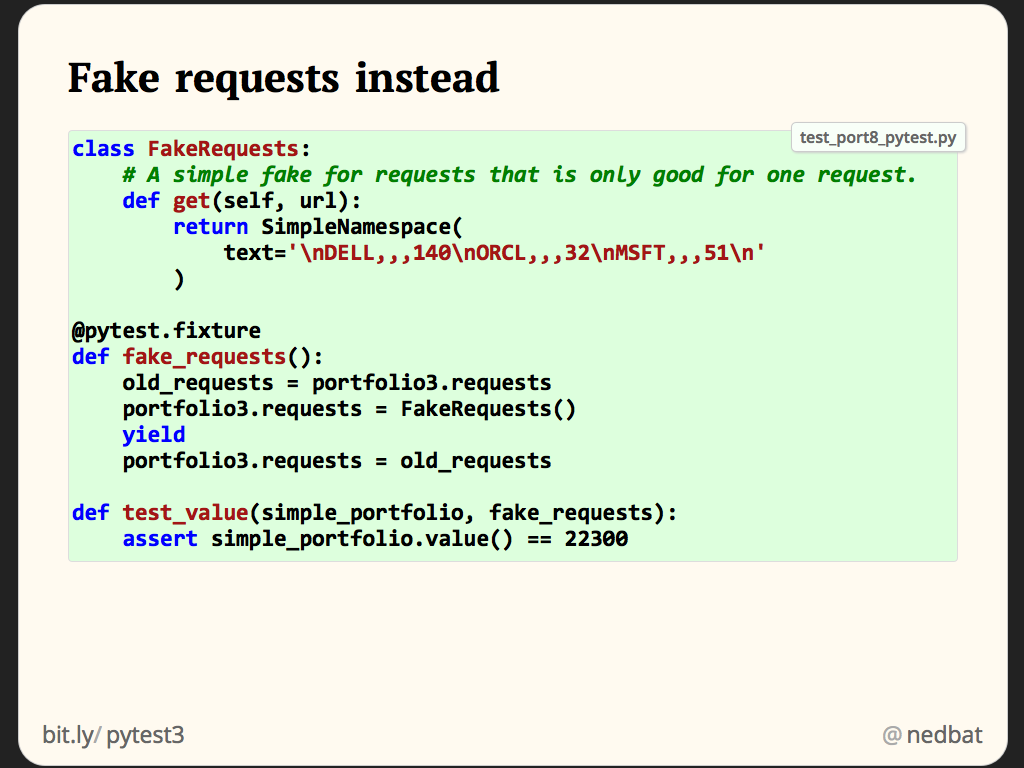 Fake requests instead
test_port8_pytest.py
class FakeRequests:
    # A simple fake for requests that is only good for one request.
    def get(self, url):
        return SimpleNamespace(
            text='\nDELL,,,140\nORCL,,,32\nMSFT,,,51\n'
        )

@pytest.fixture
def fake_requests():
    old_requests = portfolio3.requests
    portfolio3.requests = FakeRequests()
    yield
    portfolio3.requests = old_requests

def test_value(simple_portfolio, fake_requests):
    assert simple_portfolio.value() == 22300
bit.ly/pytest3
@nedbat